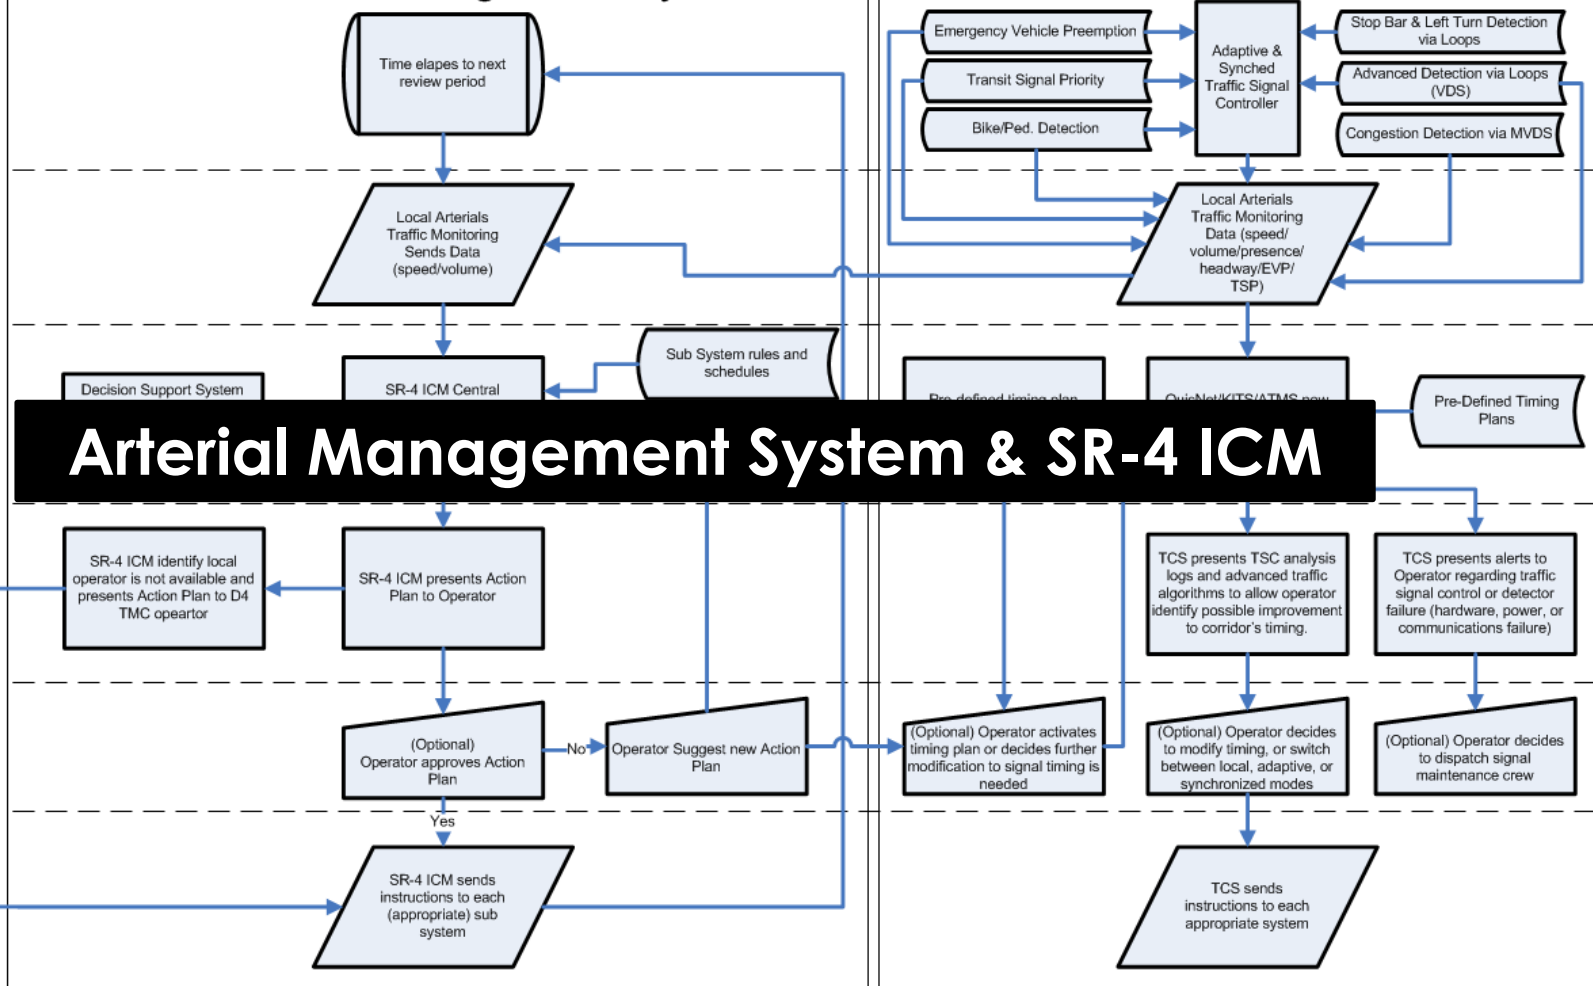 Time elapes to next
review period
Local Arterials
Traffic Monitoring
Sends Data
(speed/volume)
Sub System rules and
schedules
Decision Support System
SR-4 ICM Central
SR-4 ICM identify local
operator is not available and
presents Action Plan to D4
TMC opeartor
SR-4 ICM presents Action
Plan to Operator
(Optional)
Operator approves Action
Plan
No
Operator Suggest new Action
Plan
Yes
SR-4 ICM sends
instructions to each
(appropriate) sub
system
Emergency Vehicle Preemption
Transit Signal Priority
Bike/Ped. Detection
Adaptive &
Synched
Traffic Signal
Controller
Stop Bar & Left Turn Detection
via Loops
Advanced Detection via Loops
(VDS)
Congestion Detection via MVDS
Local Arterials
Traffic Monitoring
Data (speed/
volume/presence/
headway/EVP/
TSP)
Pre-defined timing plan
QuicNet/KITS/ATMS.now
Pre-Defined Timing
Plans
Arterial Management System & SR-4 ICM
TCS presents TSC analysis
logs and advanced traffic
algorithms to allow operator
identify possible improvement
to corridor's timing.
TCS presents alerts to
Operator regarding traffic
signal control or detector
failure (hardware, power, or
communications failure)
(Optional) Operator activates
timing plan or decides further
modification to signal timing is
needed
(Optional) Operator decides
to modify timing, or switch
between local, adaptive, or
synchronized modes
(Optional) Operator decides
to dispatch signal
maintenance crew
TCS sends
instructions to each
appropriate system